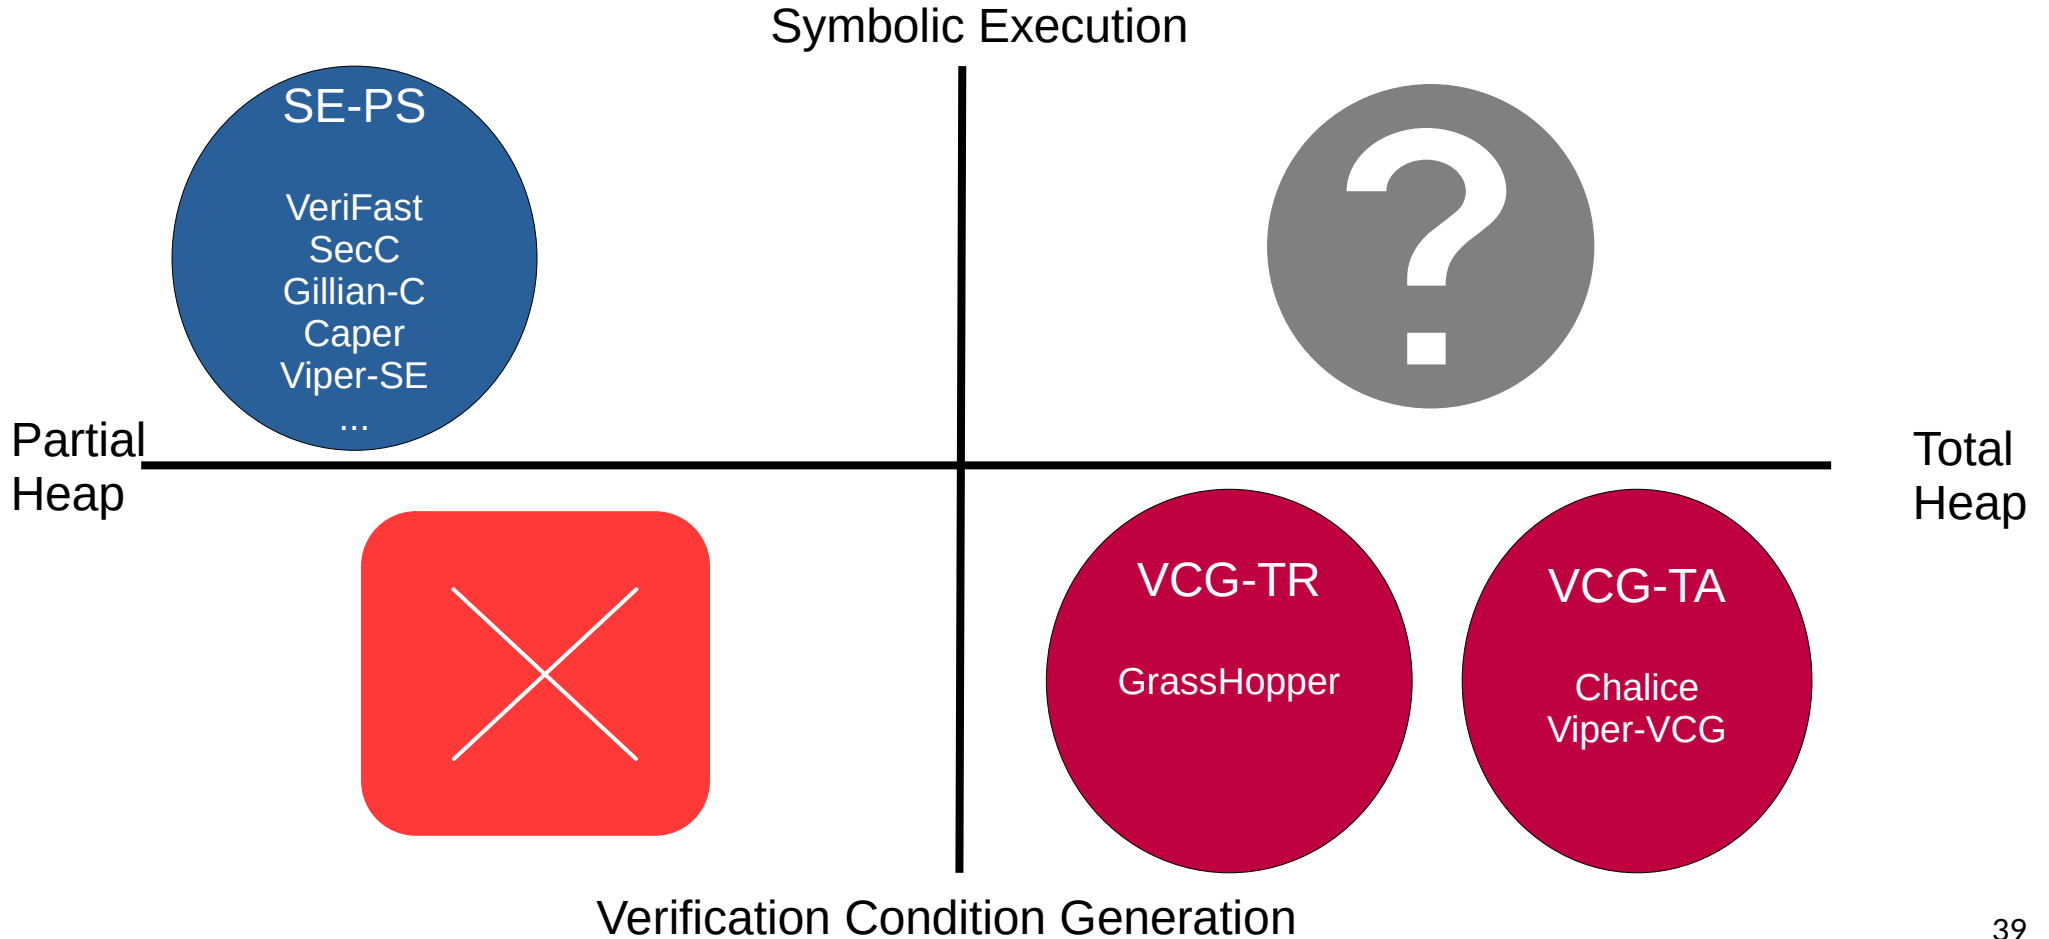 Symbolic Execution
SE-PS
VeriFast
SecC
Gillian-C
Caper
Viper-SE
...
?
Partial
Heap
Total
Heap
VCG-TR
GrassHopper
VCG-TA
Chalice
Viper-VCG
Verification Condition Generation
39